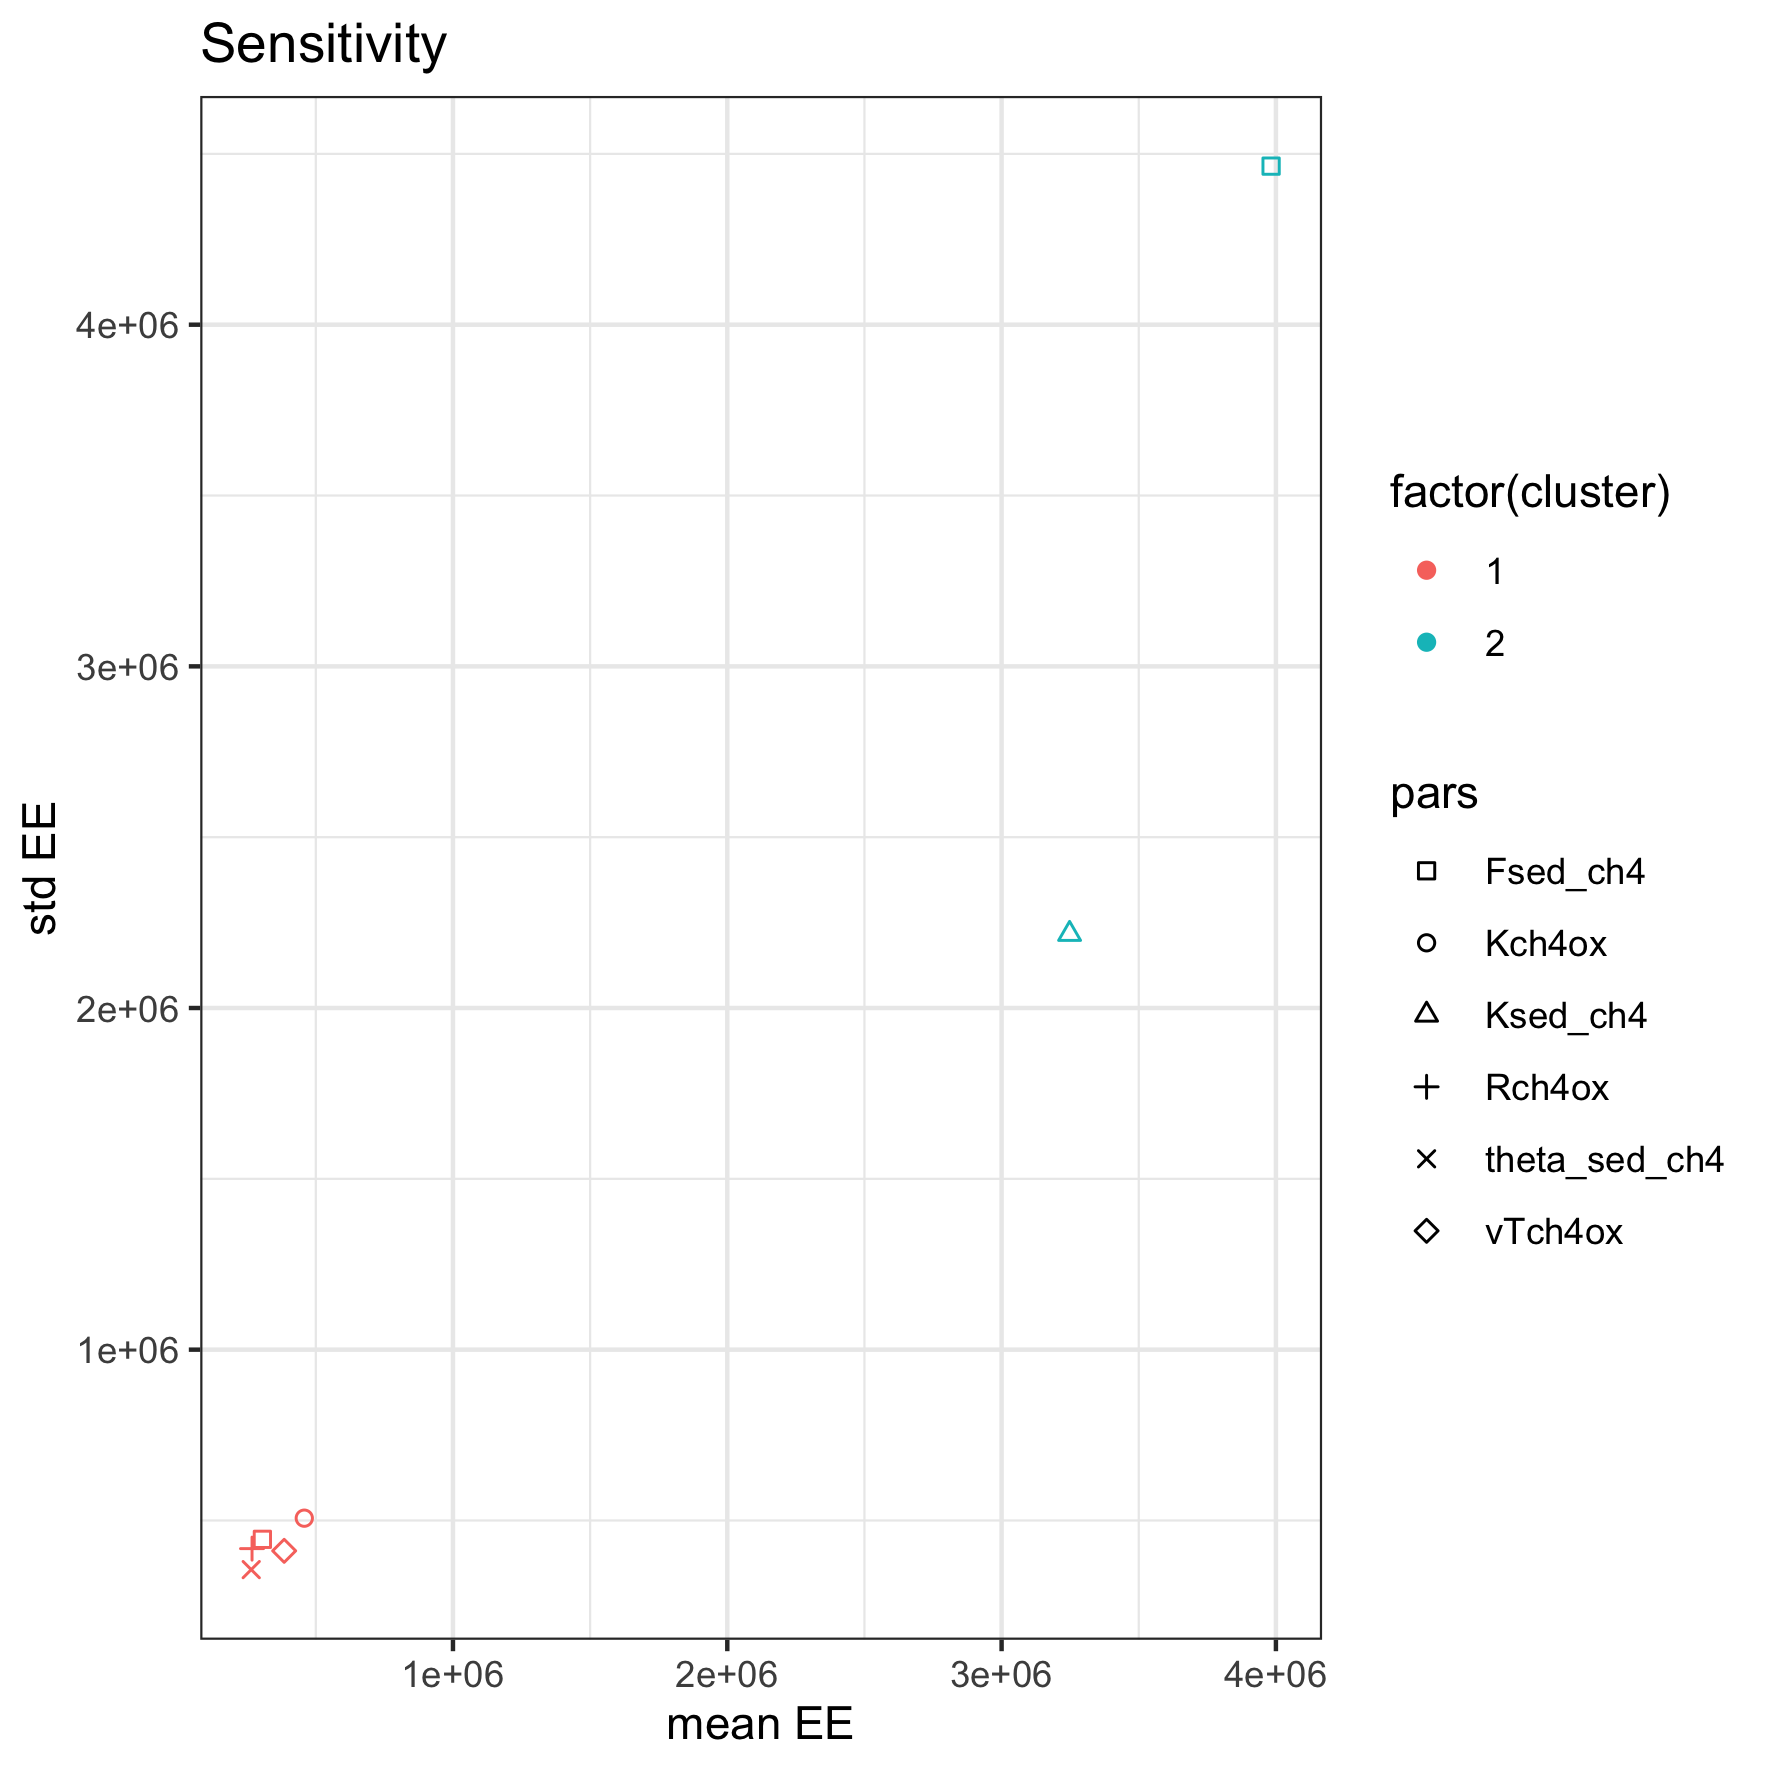 Sensitivity
4e+06
3e+06
2e+06
1e+06
std EE
1e+06
2e+06
3e+06
4e+06
mean EE
factor(cluster)
1
2
pars
Fsed_ch4
Kch4ox
Ksed_ch4
Rch4ox
theta_sed_ch4
vTch4ox